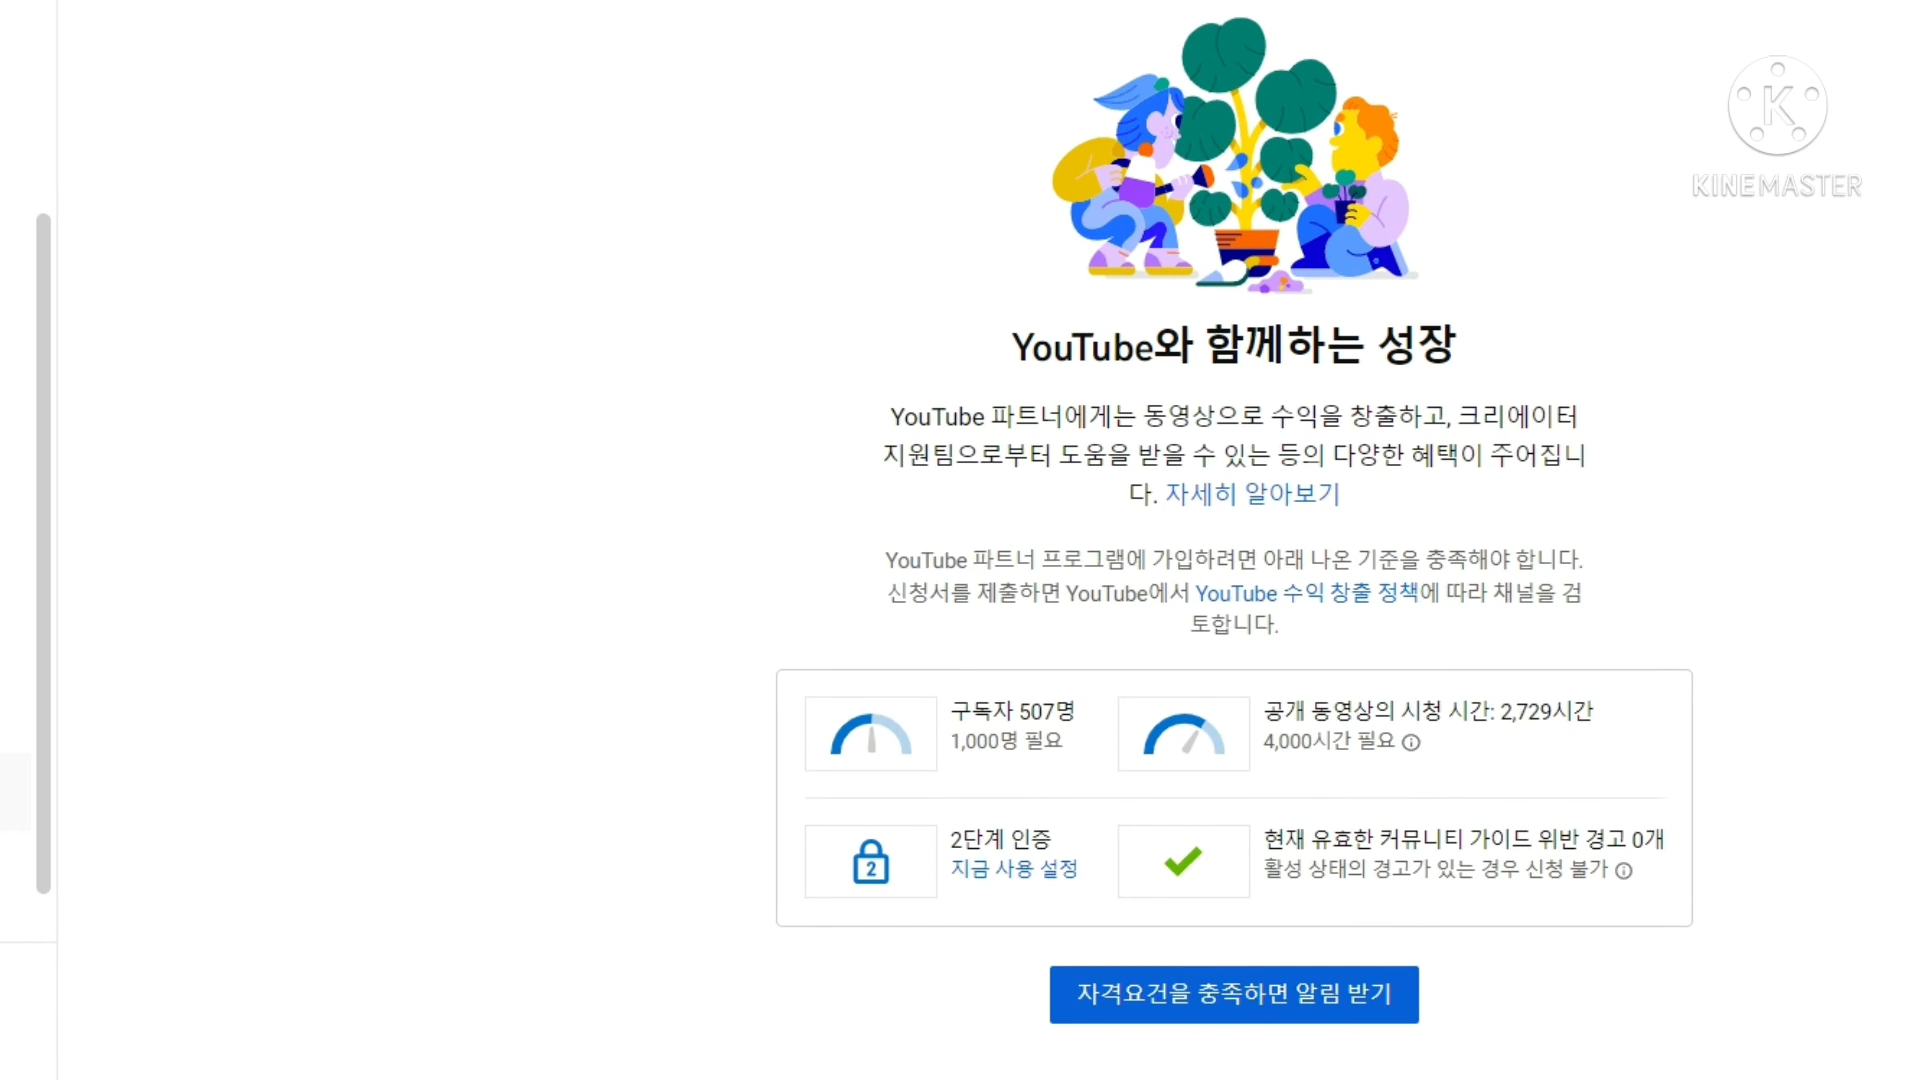 K
KINEMASTER
YouTube와 함께하는 성장
YouTube 파트너에게는 동영상으로 수익을 창출하고, 크리에이터
지원팀으로부터 도움을 받을 수 있는 등의 다양한 혜택이 주어집니
다. 자세히 알아보기
YouTube 파트너 프로그램에 가입하려면 아래 나온 기준을 충족해야 합니다.
신청서를 제출하면 YouTube에서 YouTube 수익 창출 정책에 따라 채널을 검
토합니다.
구독자 507명
1,000명 필요
공개 동영상의 시청 시간: 2,729시간
4,000시간 필요
2
2단계 인증
지금 사용 설정
현재 유효한 커뮤니티 가이드 위반 경고 0개
활성 상태의 경고가 있는 경우 신청 불가
자격요건을 충족하면 알림 받기